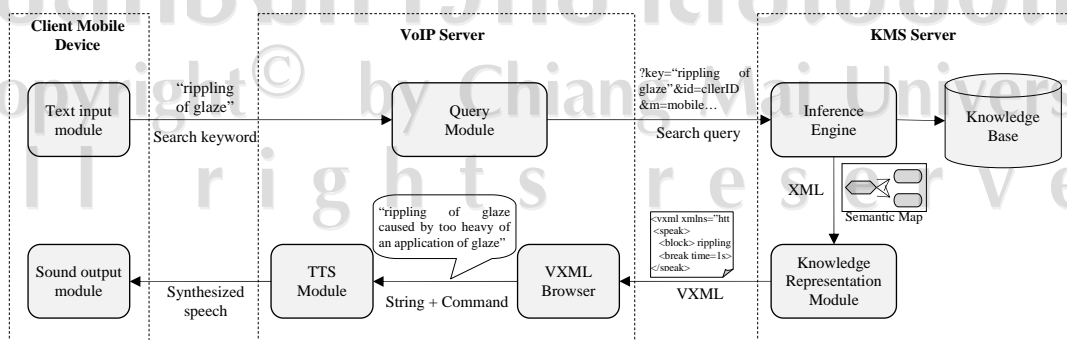 Client Mobile
Device
VoIP Server
KMS Server
Text input
module
“rippling
of glaze”
Search keyword
Query
Module
?key=“rippling of
glaze”&id=cllerID
&m=mobile…
Search query
Inference
Engine
Knowledge
Base
XML
Semantic Map
Sound output
module
Synthesized
speech
TTS
Module
“rippling of glaze
caused by too heavy of
an application of glaze”
String + Command
VXML
Browser
<vxml xmlns=”htt
<speak>
<block> rippling
<break time=1s>
</speak>
VXML
Knowledge
Representation
Module
Copyright© by Chiang Mai Univers
All rights reserve